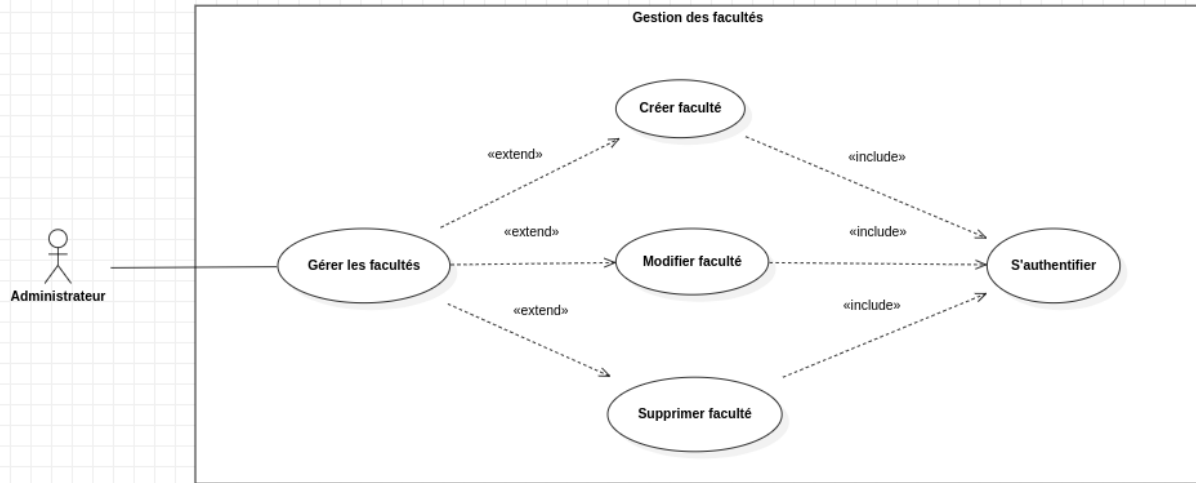 Gestion des facultés
Créer faculté
«extend»
«include»
«extend»
«include»
Gérer les facultés
Modifier faculté
S'authentifier
Administrateur
«extend»
«include»
Supprimer faculté